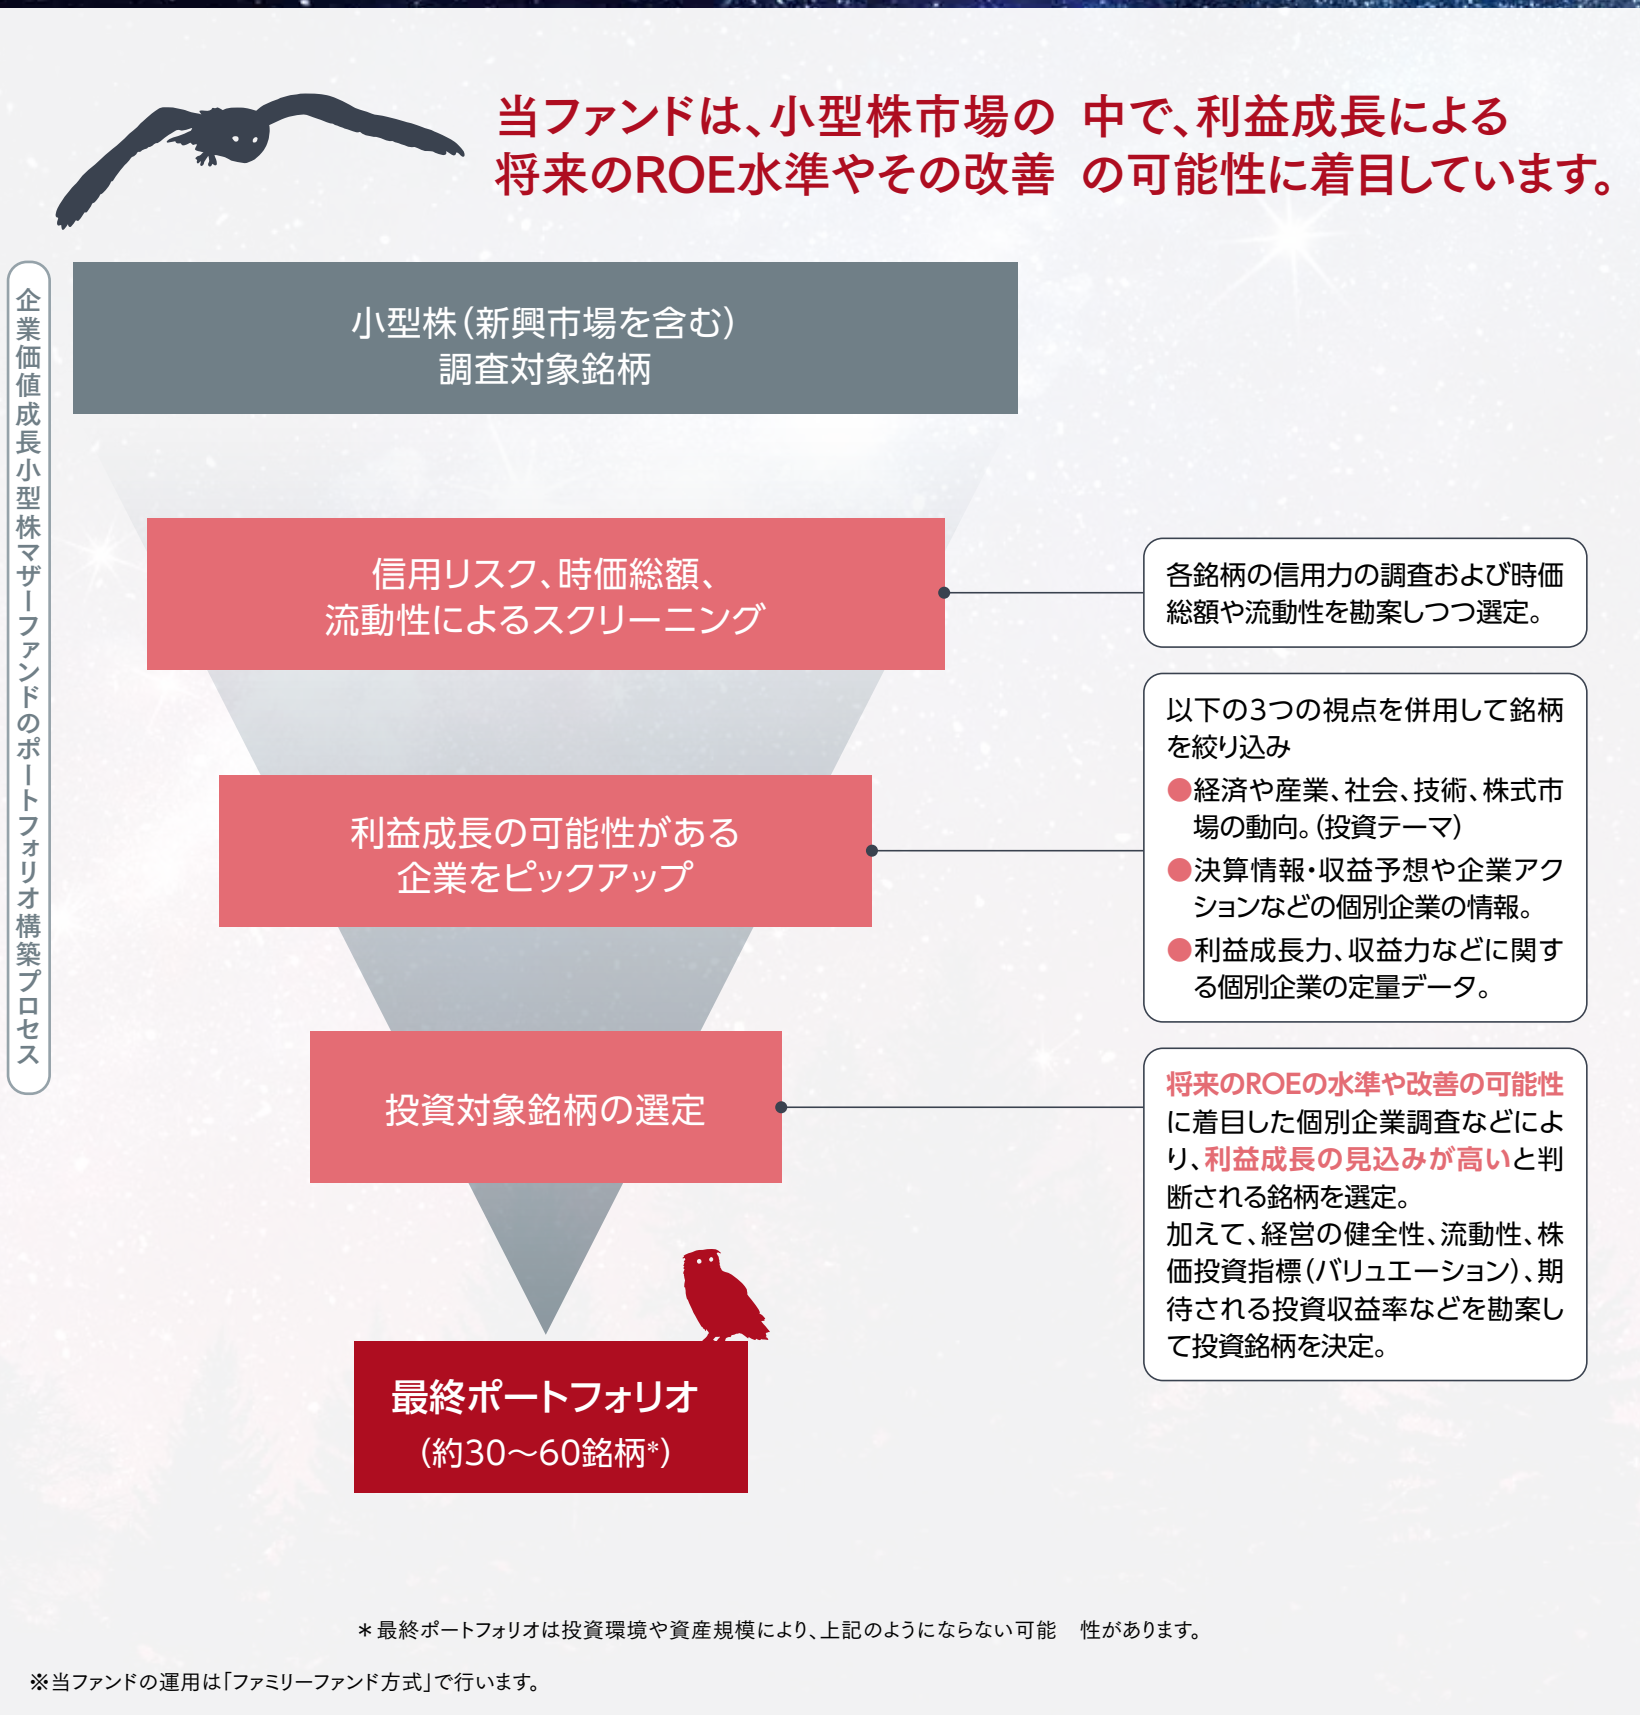 当ファンドは、小型株市場の 中で、利益成長による
将来のROE水準やその改善 の可能性に着目しています。
企業価値成長小型株マザーファンドのポートフォリオ構築プロセス
小型株(新興市場を含む)
調査対象銘柄
信用リスク、時価総額、
流動性によるスクリーニング
各銘柄の信用力の調査および時価
総額や流動性を勘案しつつ選定。
利益成長の可能性がある
企業をピックアップ
以下の3つの視点を併用して銘柄
を絞り込み
●経済や産業、社会、技術、株式市
場の動向。(投資テーマ)
●決算情報・収益予想や企業アク
ションなどの個別企業の情報。
●利益成長力、収益力などに関す
る個別企業の定量データ。
投資対象銘柄の選定
将来のROEの水準や改善の可能性
に着目した個別企業調査などによ
り、利益成長の見込みが高いと判
断される銘柄を選定。
加えて、経営の健全性、流動性、株
価投資指標(バリュエーション)、期
待される投資収益率などを勘案し
て投資銘柄を決定。
最終ポートフォリオ
(約30～60銘柄*)
＊最終ポートフォリオは投資環境や資産規模により、上記のようにならない可能 性があります。
※当ファンドの運用は「ファミリーファンド方式」で行います。